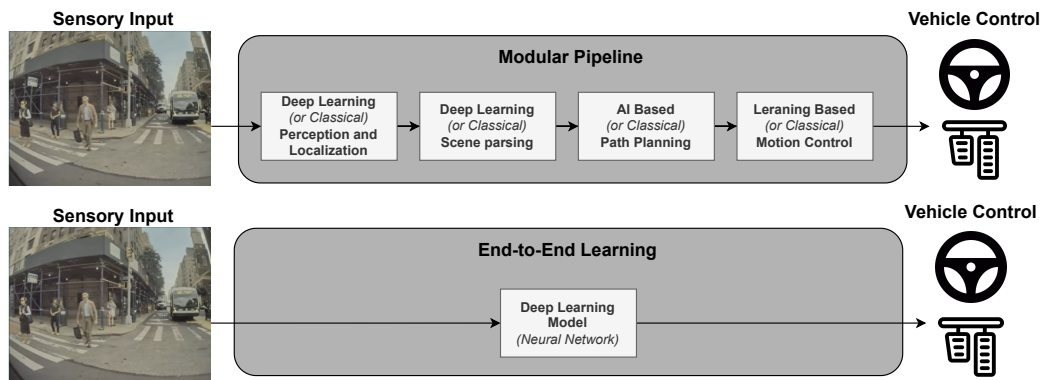 Sensory Input
Vehicle Control
Modular Pipeline
Deep Learning
(or Classical)
Perception and
Localization
Deep Learning
(or Classical)
Scene parsing
AI Based
(or Classical)
Path Planning
Leraning Based
(or Classical)
Motion Control
Sensory Input
Vehicle Control
End-to-End Learning
Deep Learning
Model
(Neural Network)